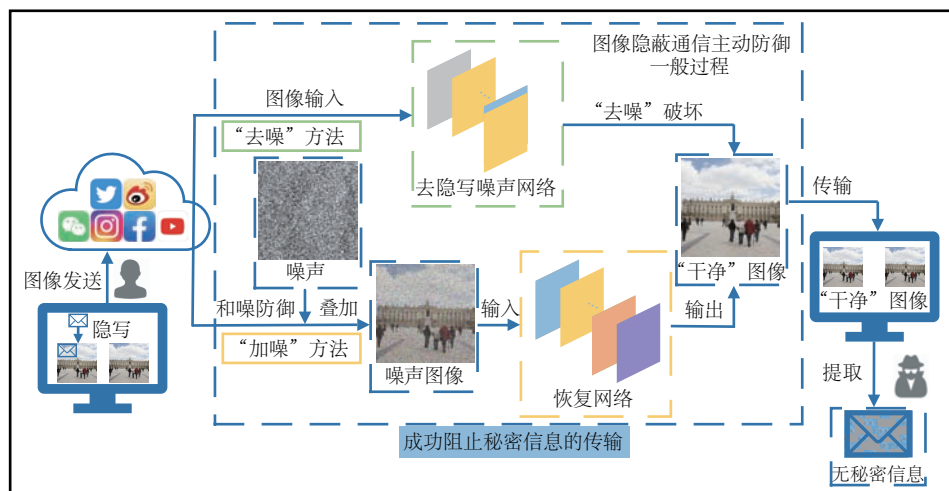 图像隐蔽通信主动防御
一般过程
图像输入
“去噪”方法
去隐写噪声网络
“去噪”破坏
噪声
“干净”图像
传输
图像发送
隐写
和噪防御
叠加
“加噪”方法
噪声图像
输入
恢复网络
输出
“干净”图像
提取
无秘密信息
成功阻止秘密信息的传输